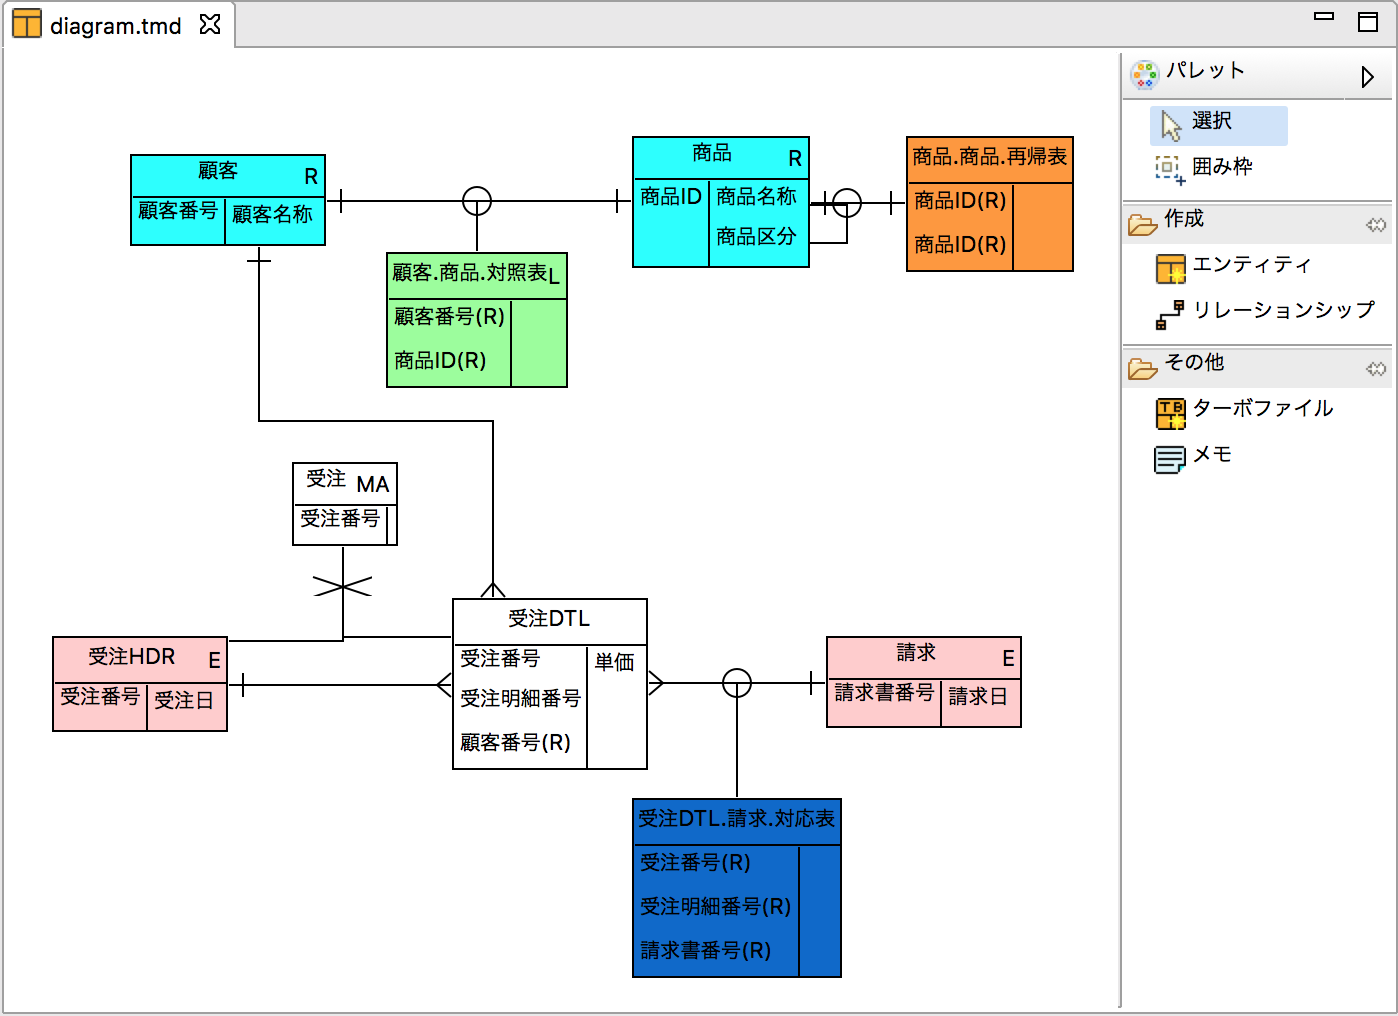 diagram.tmd
顧客
R
顧客番号
顧客名称
商品
R
商品ID
商品名称
商品区分
商品.商品.再帰表
商品ID(R)
商品ID(R)
顧客.商品.対照表L
顧客番号(R)
商品ID(R)
受注
MA
受注番号
受注HDR
E
受注番号
受注日
受注DTL
受注番号
受注明細番号
顧客番号(R)
単価
請求
E
請求書番号
請求日
受注DTL.請求.対応表
受注番号(R)
受注明細番号(R)
請求書番号(R)
パレット
選択
囲み枠
作成
エンティティ
リレーションシップ
その他
TB
ターボファイル
メモ